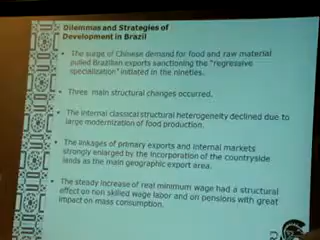 Dilemmas and Strategies of
Development in Brazil
• The surge of Chinese demand for food and raw material
pulled Brazilian exports sanctioning the "regressive
specialization" initiated in the nineties.
• Three main structural changes occurred.
• The internal classical structural heterogeneity declined due to
large modernization of food production.
• The linkages of primary exports and internal markets
strongly enlarged by the incorporation of the countryside
lands as the main geographic export area.
• The steady increase of real minimum wage had a structural
effect on non skilled wage labor and on pensions with great
impact on mass consumption.